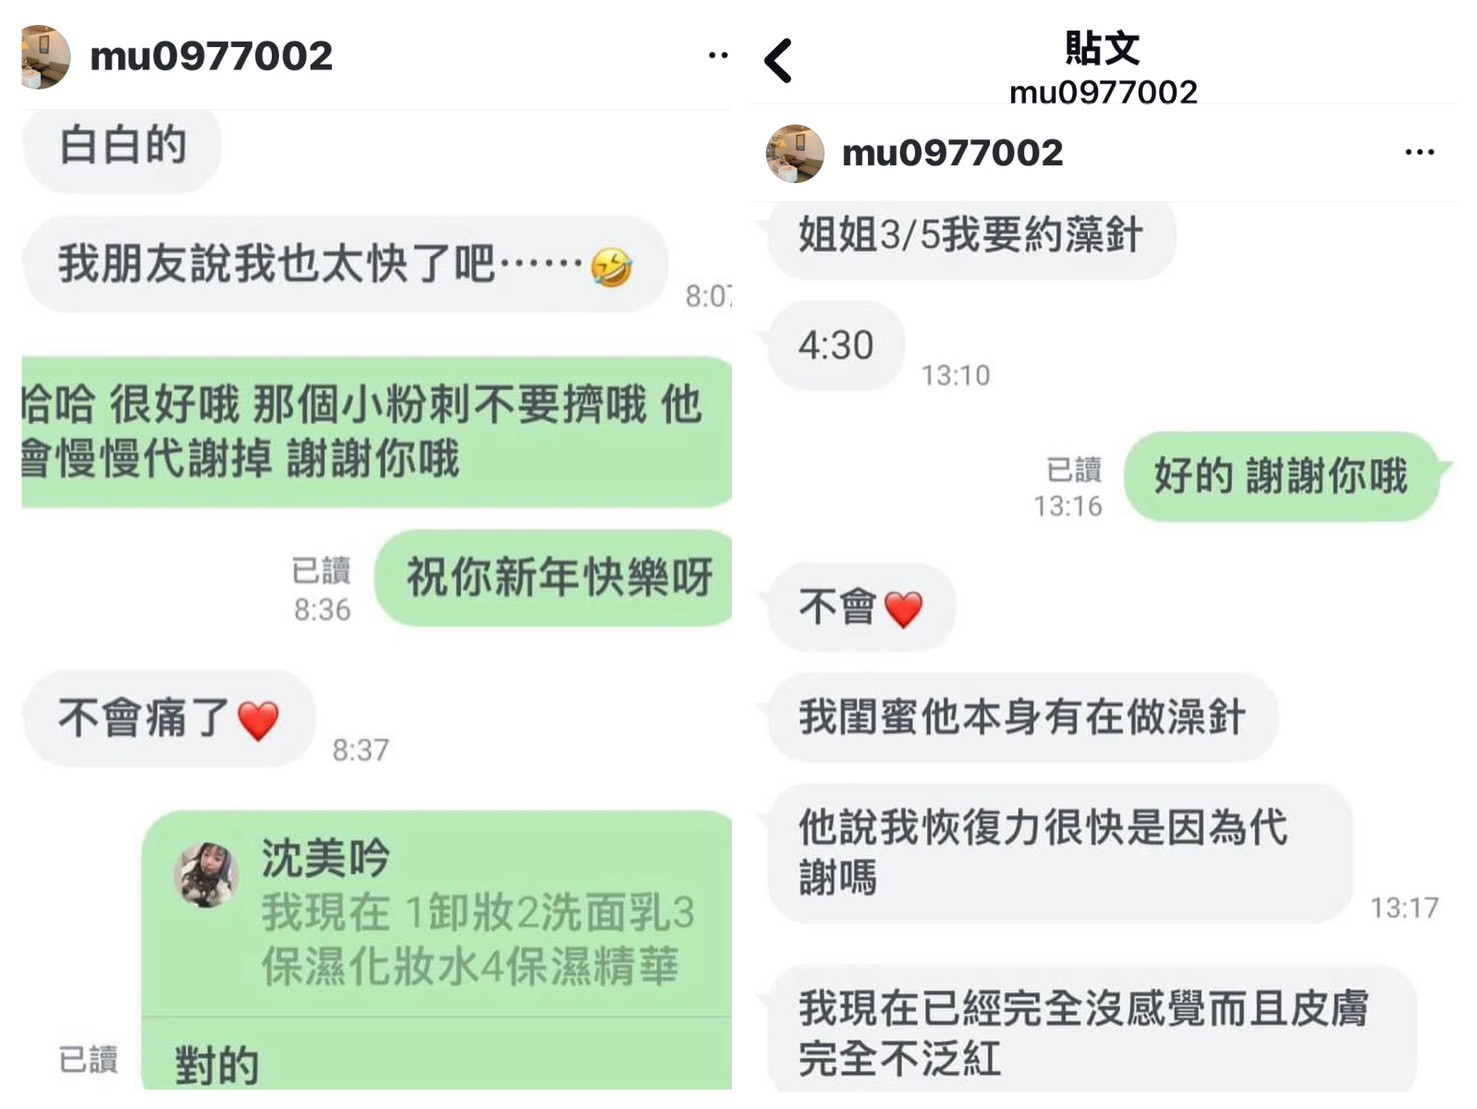 mu0977002
白白的
我朋友說我也太快了吧⋯⋯🤣
8:07
哈哈 很好哦 那個小粉刺不要擠哦 他
會慢慢代謝掉 謝謝你哦
已讀
8:36
祝你新年快樂呀
不會痛了❤️
8:37
沈美吟
我現在 1卸妝2洗面乳3
保濕化妝水4保濕精華
已讀
對的
貼文
mu0977002
mu0977002
姐姐3/5我要約藻針
4:30
13:10
已讀
13:16
好的 謝謝你哦
不會❤️
我閨蜜他本身有在做澡針
他說我恢復力很快是因為代
謝嗎
13:17
我現在已經完全沒感覺而且皮膚
完全不泛紅